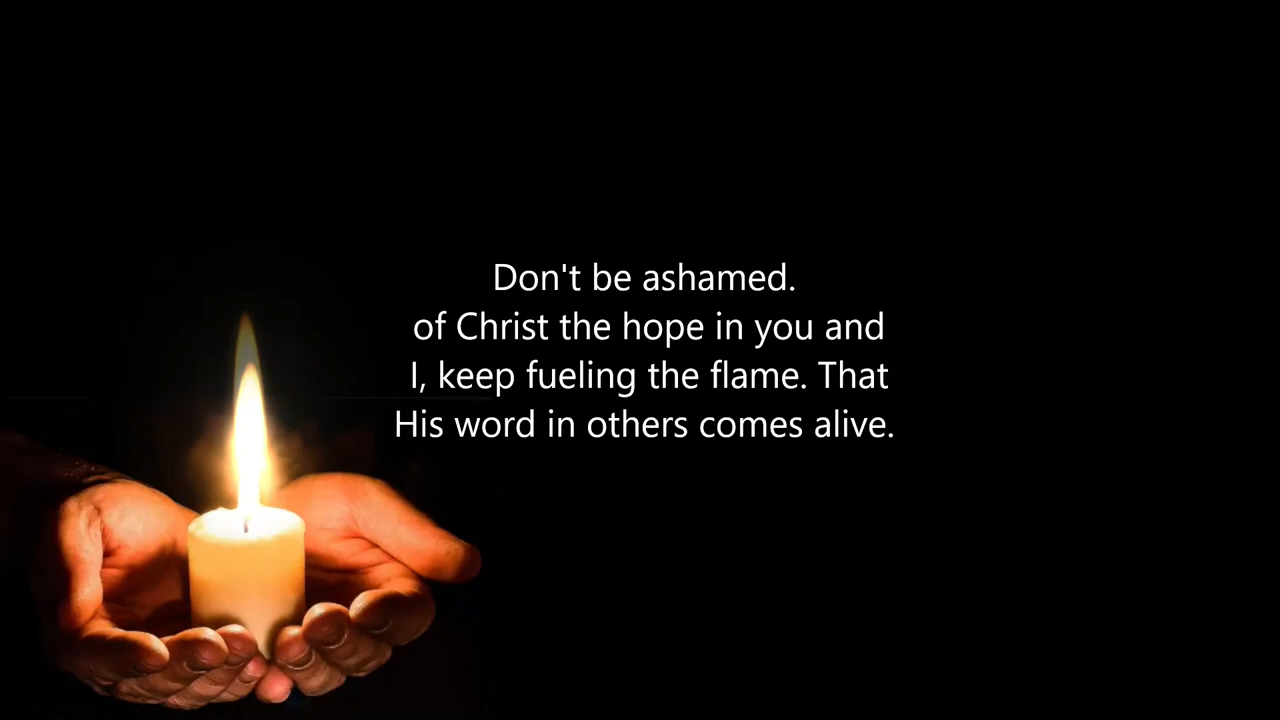 Don't be ashamed.
of Christ the hope in you and
I, keep fueling the flame. That
His word in others comes alive.